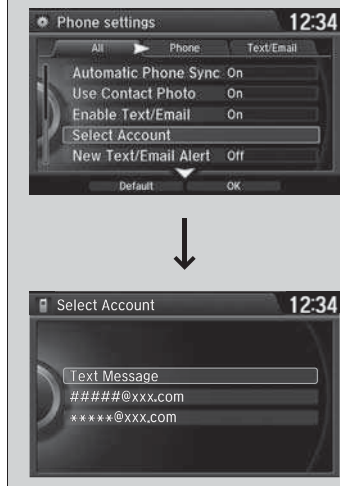 Phone settings 12:34
All Phone Text/Email
Automatic Phone Sync On
Use Contact Photo On
Enable Text/Email On
Select Account
New Text/Email Alert Off
Default OK
Select Account 12:34
Text Message
#####@xxx.com
*****@xxx.com